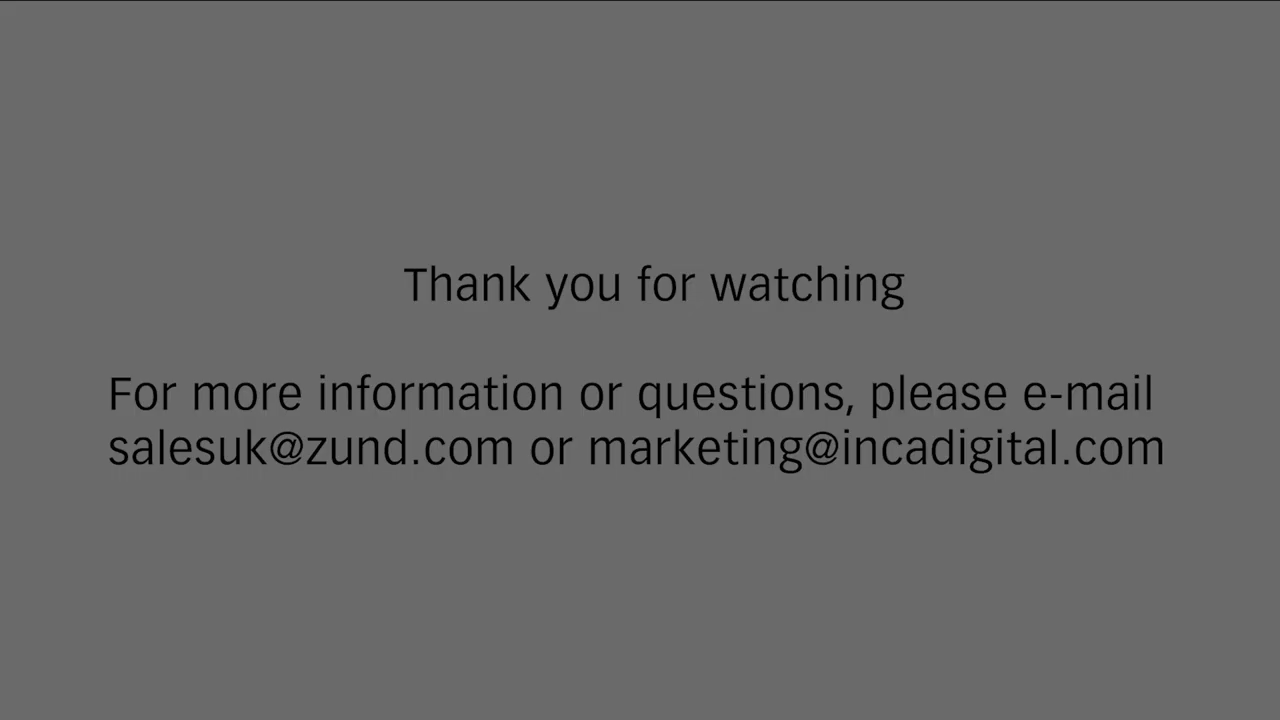 Thank you for watching
For more information or questions, please e-mail
salesuk@zund.com or marketing@incadigital.com